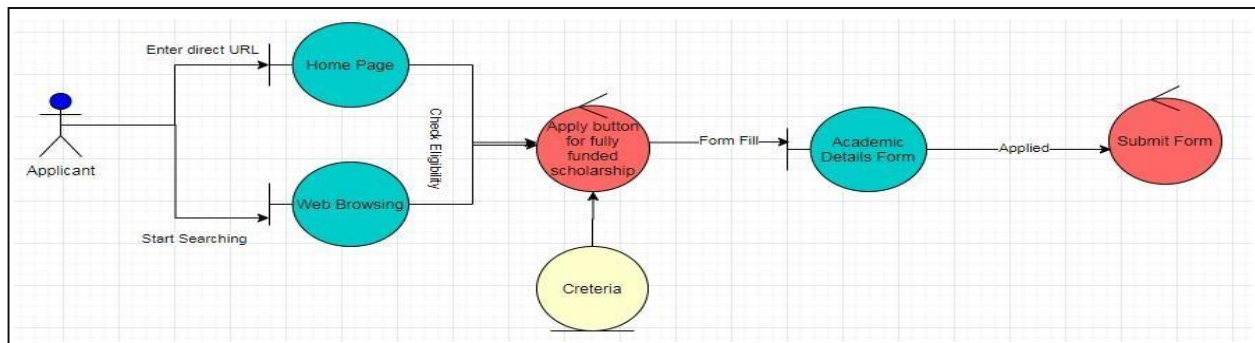 Enter direct URL
Home Page
Applicant
Check Eligibility
Web Browsing
Start Searching
Apply button
for fully
funded
scholarship.
Form Fill
Academic
Details Form
Applied
Submit Form
Creteria